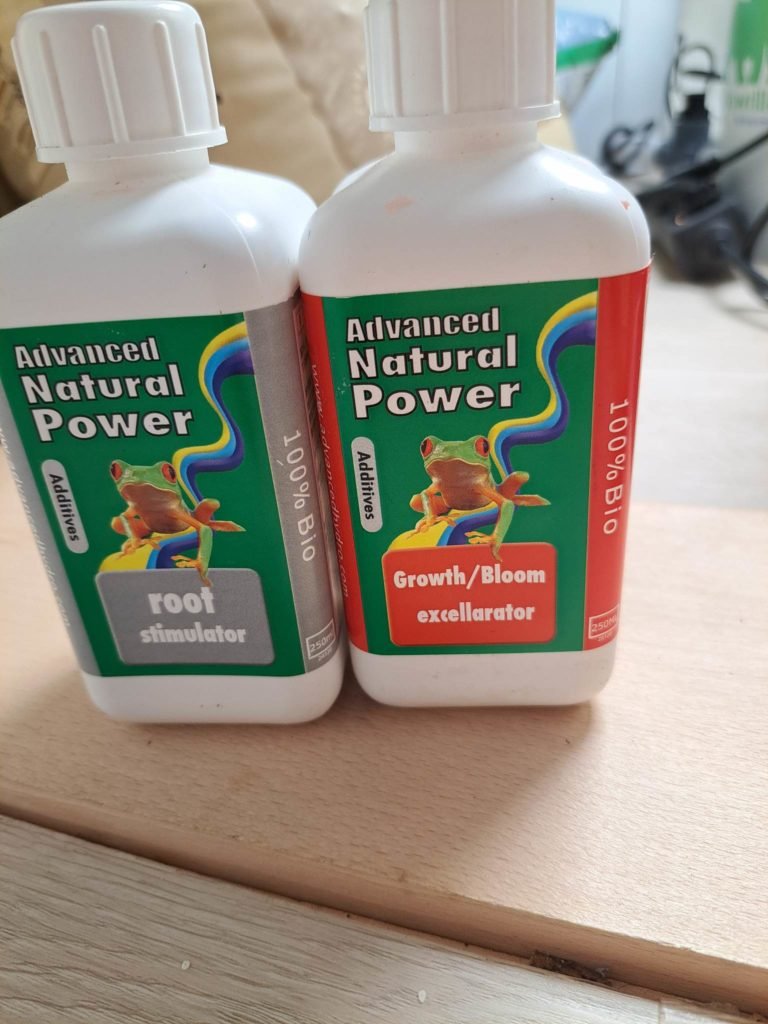 Advanced
Natural
Power
Additives
100% Bio
root
stimulator
250ml
Advanced
Natural
Power
Additives
100% Bio
Growth/Bloom
excellarator
250ML